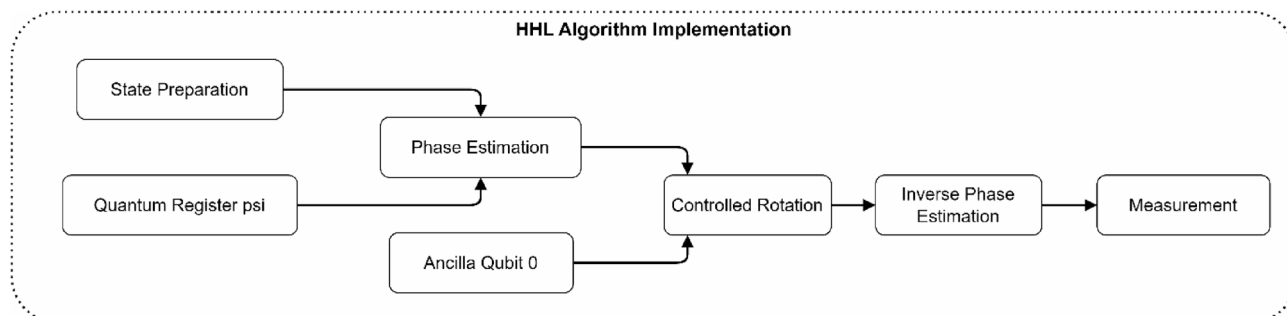 HHL Algorithm Implementation
State Preparation
Phase Estimation
Quantum Register psi
Controlled Rotation
Inverse Phase
Estimation
Measurement
Ancilla Qubit 0